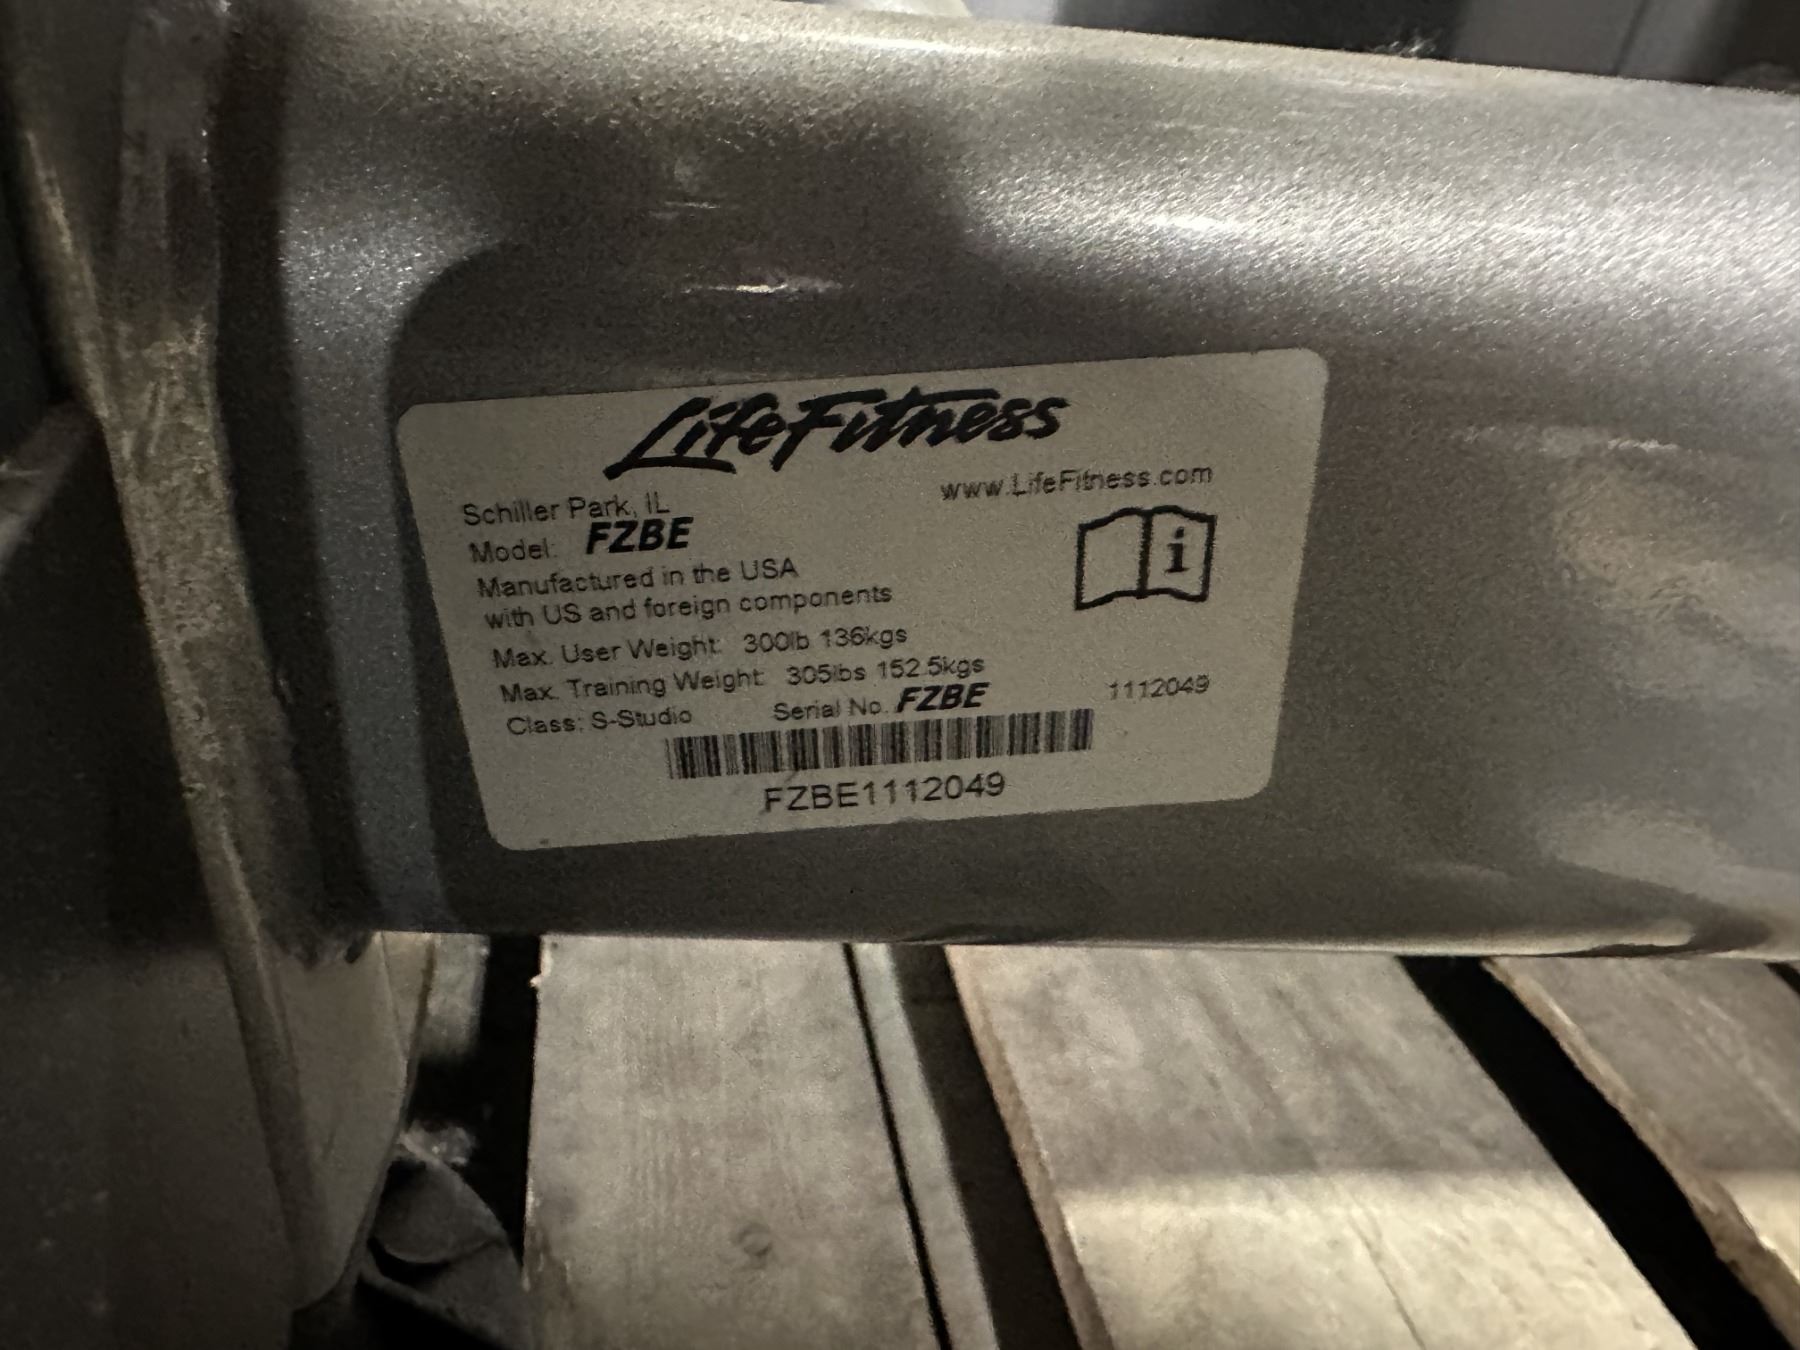 LifeFitness
www.LifeFitness.com
Schiller Park, IL
Model: FZBE
Manufactured in the USA
with US and foreign components
Max. User Weight: 300lb 136kgs
Max. Training Weight: 305lbs 152.5kgs
Class: S-Studio Serial No. FZBE 1112049
FZBE1112049
i